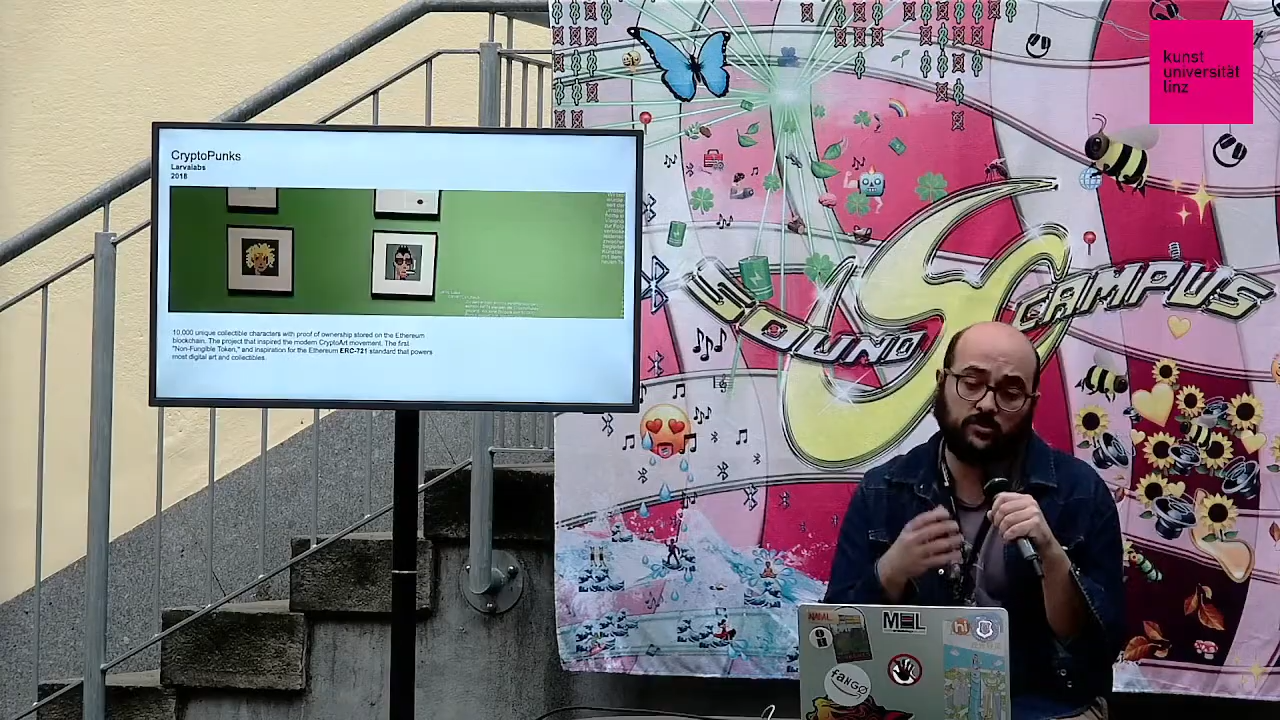 CryptoPunks
Larvalabs
2018
10,000 unique collectible characters with proof of ownership stored on the Ethereum
blockchain. The project that inspired the modern CryptoArt movement. The first
"Non-Fungible Token," and inspiration for the Ethereum ERC-721 standard that powers
most digital art and collectibles.
kunst
universität
linz
SOUND
CAMPUS
MEL
hi
fANGO